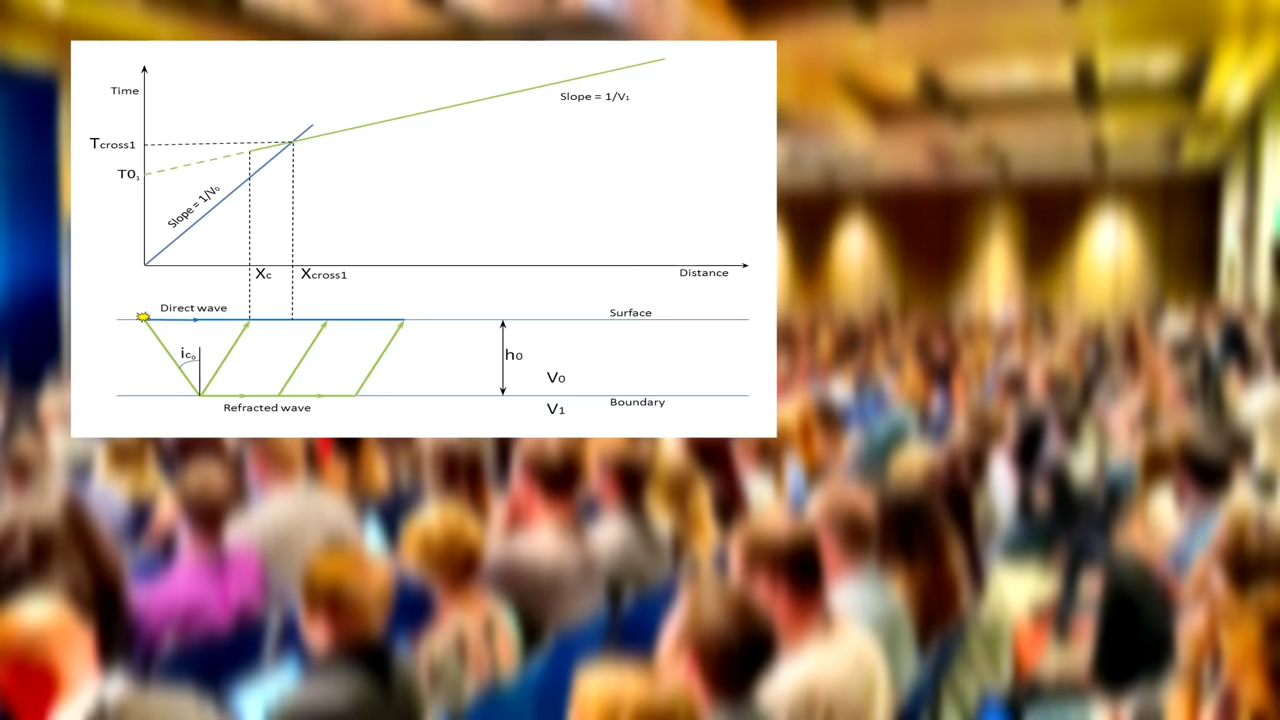 Time
Slope = 1/V₁
Tcross1
T0₁
Slope = 1/V₀
Xc
Xcross1
Distance
Direct wave
Surface
ic₀
h0
V0
Refracted wave
V1
Boundary